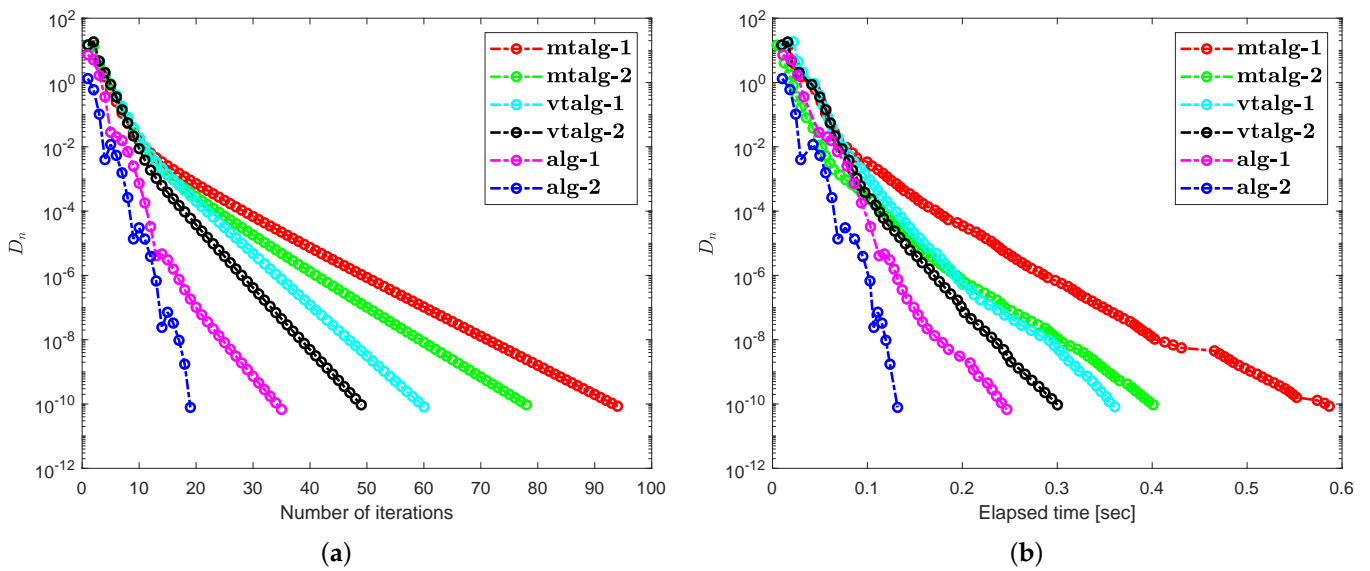 10^2
10^0
10^-2
10^-4
10^-6
10^-8
10^-10
10^-12
D_n
0 10 20 30 40 50 60 70 80 90 100
Number of iterations
mtalg-1
mtalg-2
vtalg-1
vtalg-2
alg-1
alg-2
(a)
10^2
10^0
10^-2
10^-4
10^-6
10^-8
10^-10
10^-12
D_n
0 0.1 0.2 0.3 0.4 0.5 0.6
Elapsed time [sec]
mtalg-1
mtalg-2
vtalg-1
vtalg-2
alg-1
alg-2
(b)